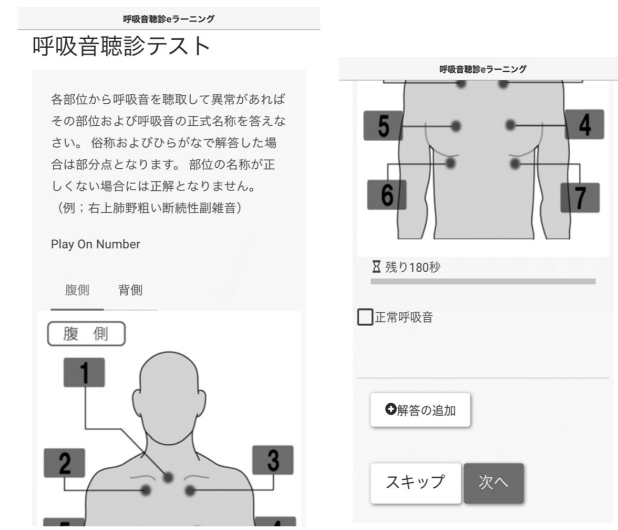 呼吸音聴診eラーニング
呼吸音聴診テスト
各部位から呼吸音を聴取して異常があれば
その部位および呼吸音の正式名称を答えな
さい。 俗称およびひらがなで解答した場
合は部分点となります。 部位の名称が正
しくない場合には正解となりません。
（例；右上肺野粗い断続性副雑音）
Play On Number
腹側 背側
腹 側
1
2
3
呼吸音聴診eラーニング
5
4
6
7
残り180秒
正常呼吸音
解答の追加
スキップ
次へ